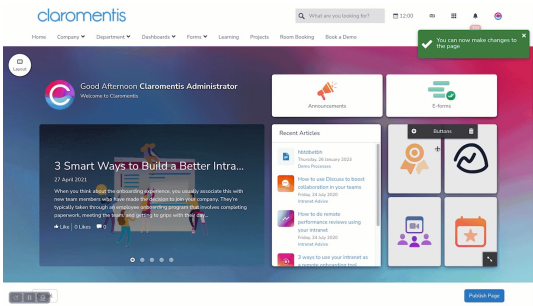 claromentis
What are you looking for?
12:00
Home Company Department Dashboards Forms Learning Projects Room Booking Book a Demo
You can now make changes to
the page
Layout
Good Afternoon Claromentis Administrator
Welcome to Claromentis
Announcements
E-forms
Recent Articles
Buttons
Thursday, 26 January 2023
Demo Processes
3 Smart Ways to Build a Better Intra...
27 April 2021
When you think about the onboarding experience, you usually associate this with
new team members who have made the decision to join your company. They're
typically taken through an employee onboarding program that involves completing
paperwork, meeting the team, and getting to grips with their day...
Like 0 Likes 0
How to use Discuss to boost
collaboration in your teams
Friday, 24 July 2020
Intranet Advice
How to do remote
performance reviews using
your intranet
Friday, 24 July 2020
Intranet Advice
3 ways to use your intranet as
a remote onboarding tool
Publish Page